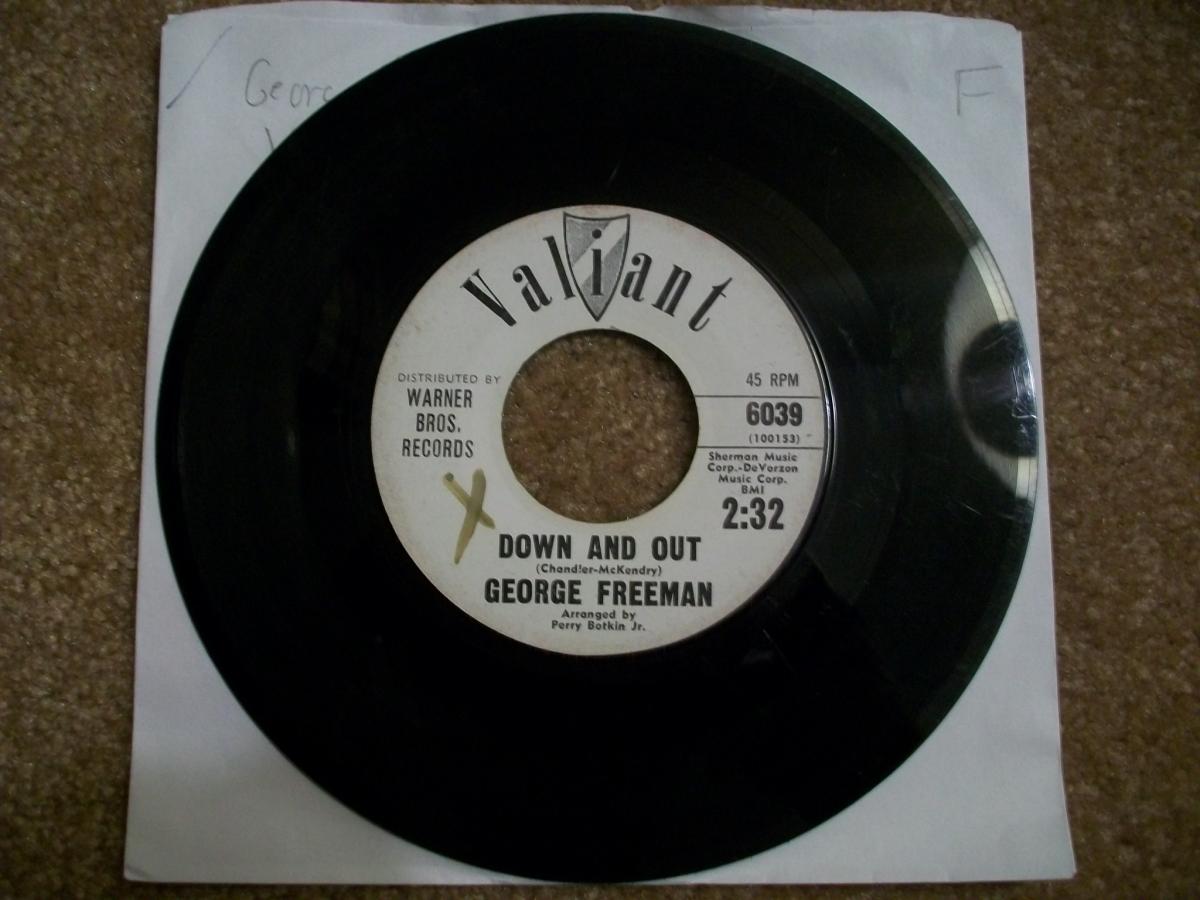 Geor
F
Valiant
DISTRIBUTED BY
WARNER
BROS.
RECORDS
45 RPM
6039
(100153)
Sherman Music
Corp.-DeVorzon
Music Corp.
BMI
2:32
X
DOWN AND OUT
(Chandler-McKendry)
GEORGE FREEMAN
Arranged by
Perry Botkin Jr.